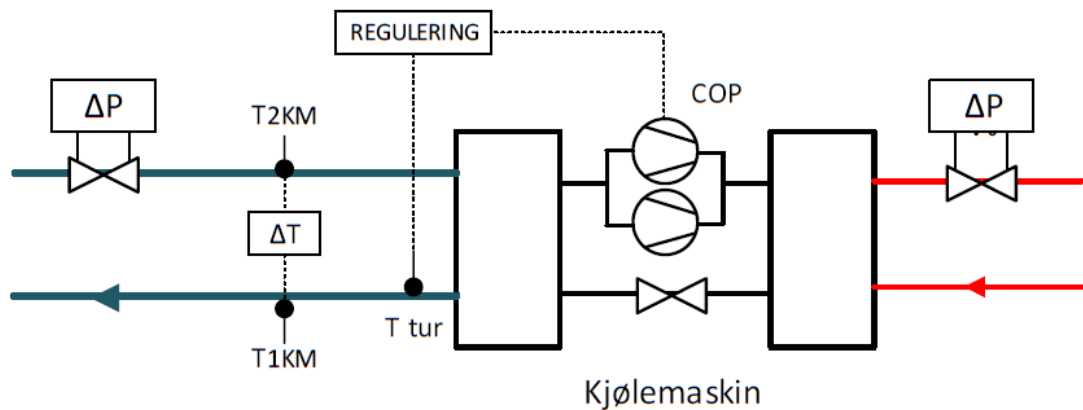 REGULERING
COP
ΔP
T2KM
ΔP
ΔT
T tur
T1KM
Kjølemaskin